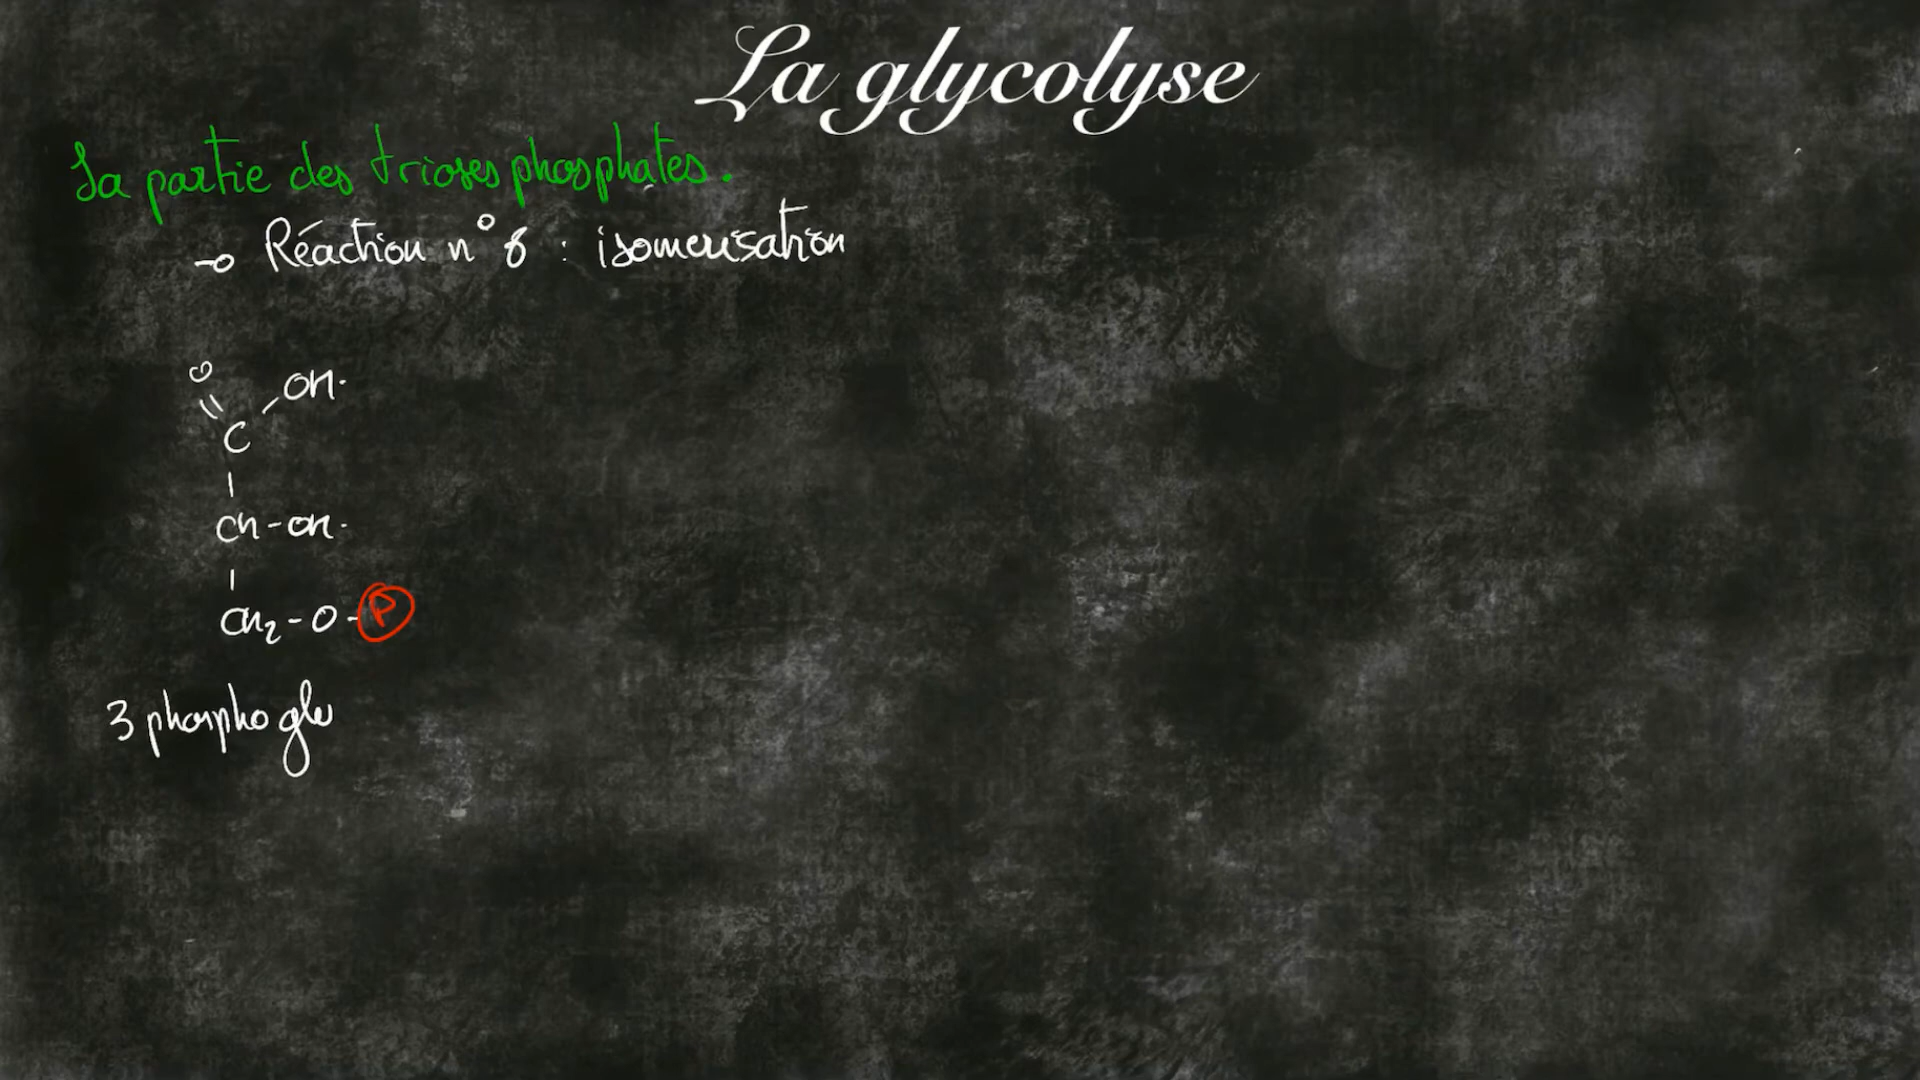 La glycolyse
La partie des trioses phosphates.
Réaction n° 8 : isomerisation
O
OH
C
CH-OH
CH2-O-P
3 phospho glu